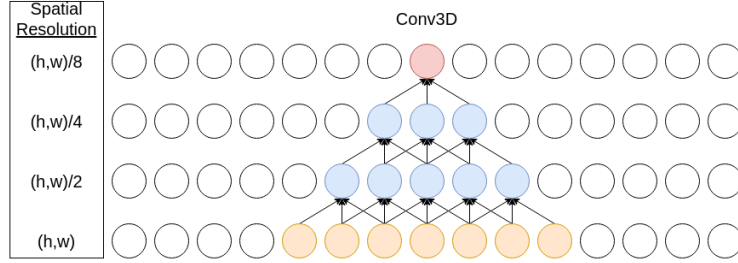 Spatial
Resolution
Conv3D
(h,w)/8
(h,w)/4
(h,w)/2
(h,w)